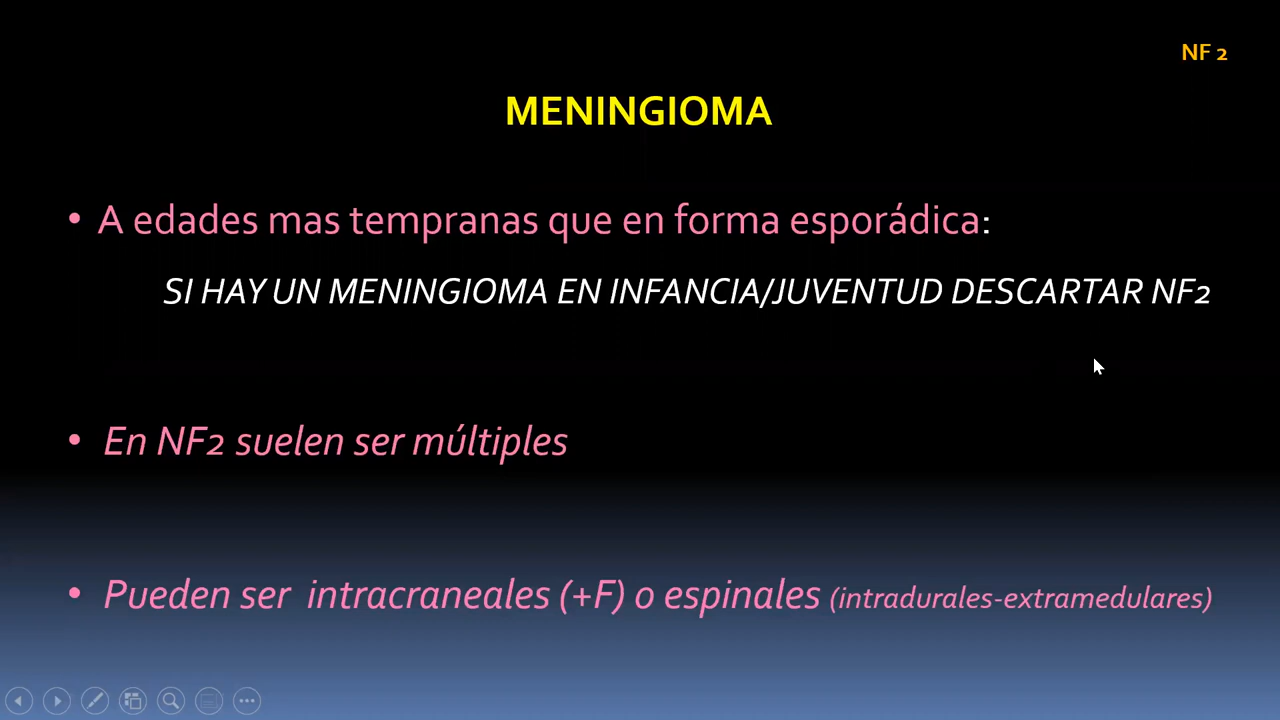 NF 2
MENINGIOMA
• A edades mas tempranas que en forma esporádica:
SI HAY UN MENINGIOMA EN INFANCIA/JUVENTUD DESCARTAR NF2
• En NF2 suelen ser múltiples
• Pueden ser intracraneales (+F) o espinales (intradurales-extramedulares)